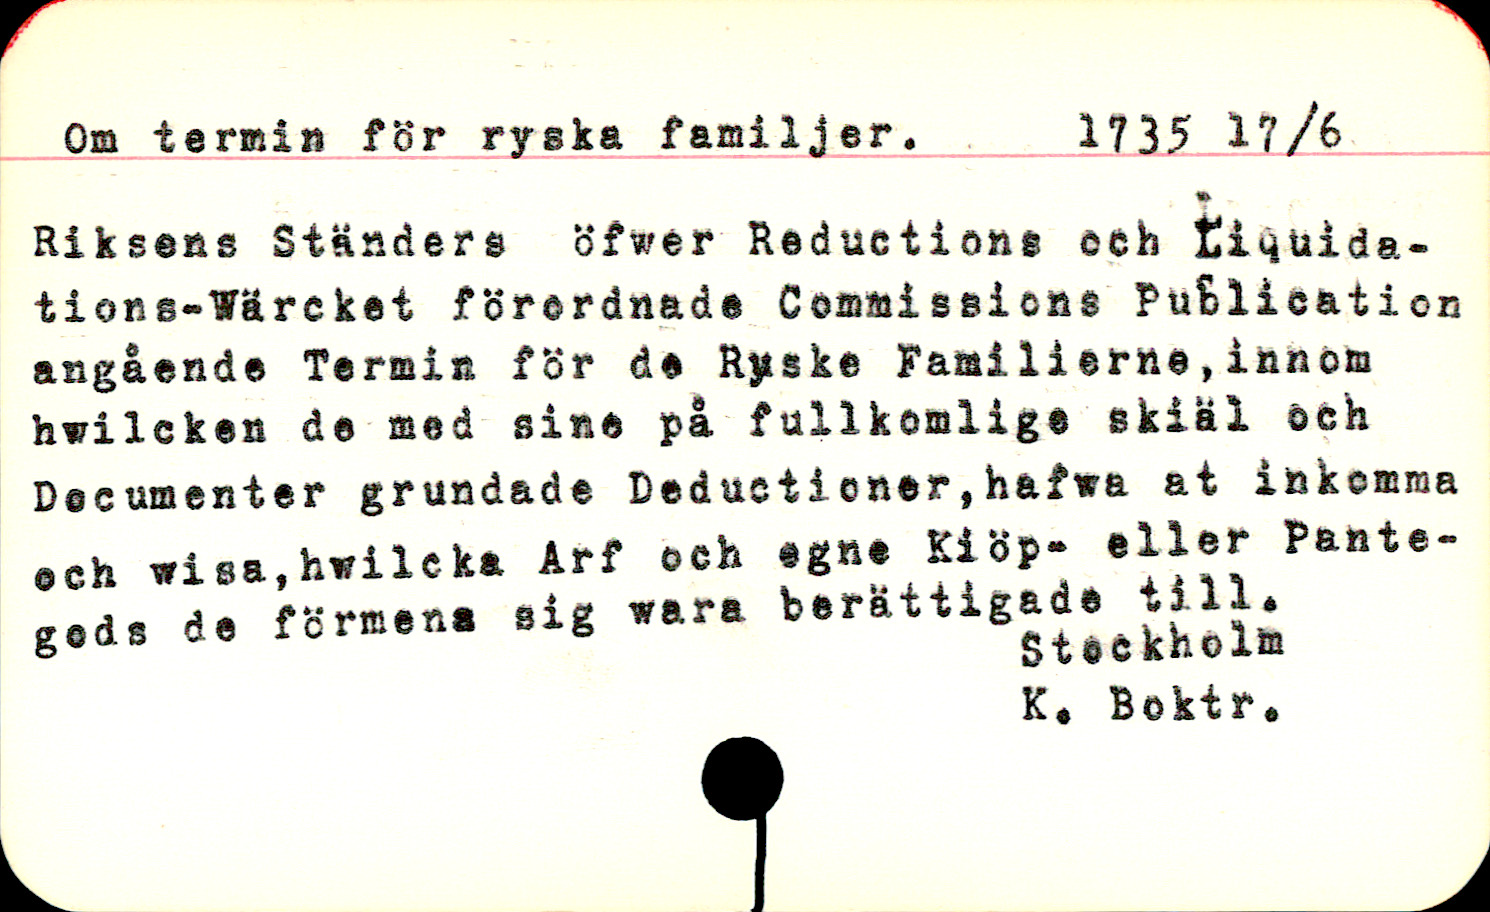 Om termin för ryska familjer. 1735 17/6
Riksens Ständers öfwer Reductions och Liquida-
tions-Wärcket förordnade Commissions Publication
angående Termin för de Ryske Familierne,innom
hwilcken de med sine på fullkomlige skiäl och
Documenter grundade Deductioner,hafwa at inkomma
och wisa,hwilcka Arf och egne Kiöp- eller Pante-
gods de förmena sig wara berättigade till.
Stockholm
K. Boktr.